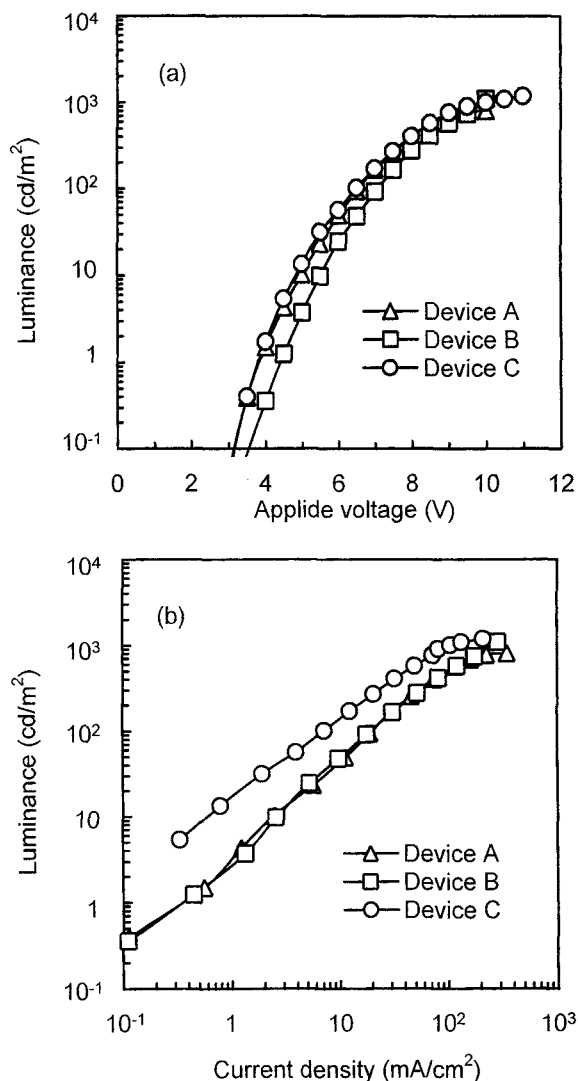 10⁴
10³
10²
10
1
10⁻¹
Luminance (cd/m²)
(a)
Device A
Device B
Device C
0 2 4 6 8 10 12
Applide voltage (V)
10⁴
10³
10²
10
1
10⁻¹
Luminance (cd/m²)
(b)
Device A
Device B
Device C
10⁻¹ 1 10 10² 10³
Current density (mA/cm²)